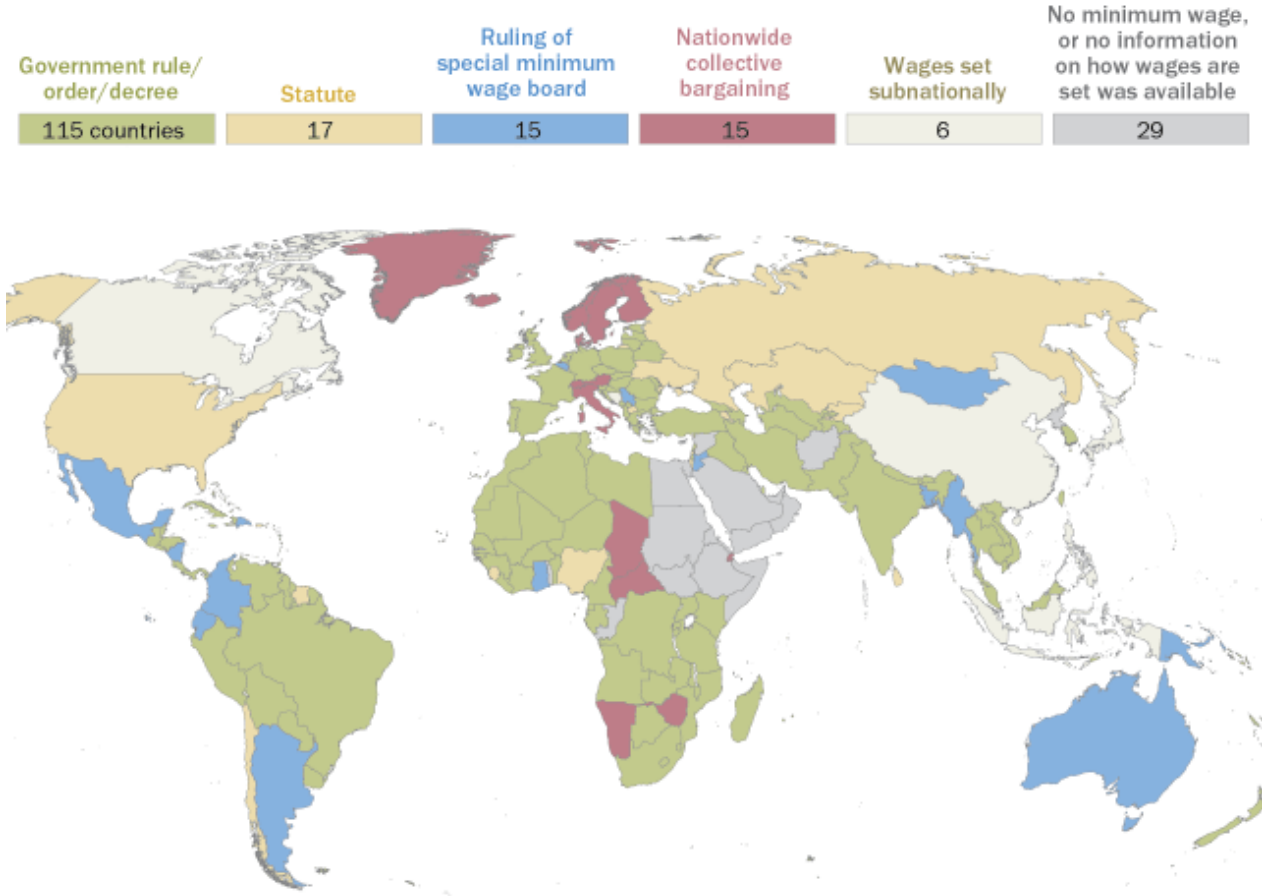 Government rule/
order/decree
115 countries
Statute
17
Ruling of
special minimum
wage board
15
Nationwide
collective
bargaining
15
Wages set
subnationally
6
No minimum wage,
or no information
on how wages are
set was available
29